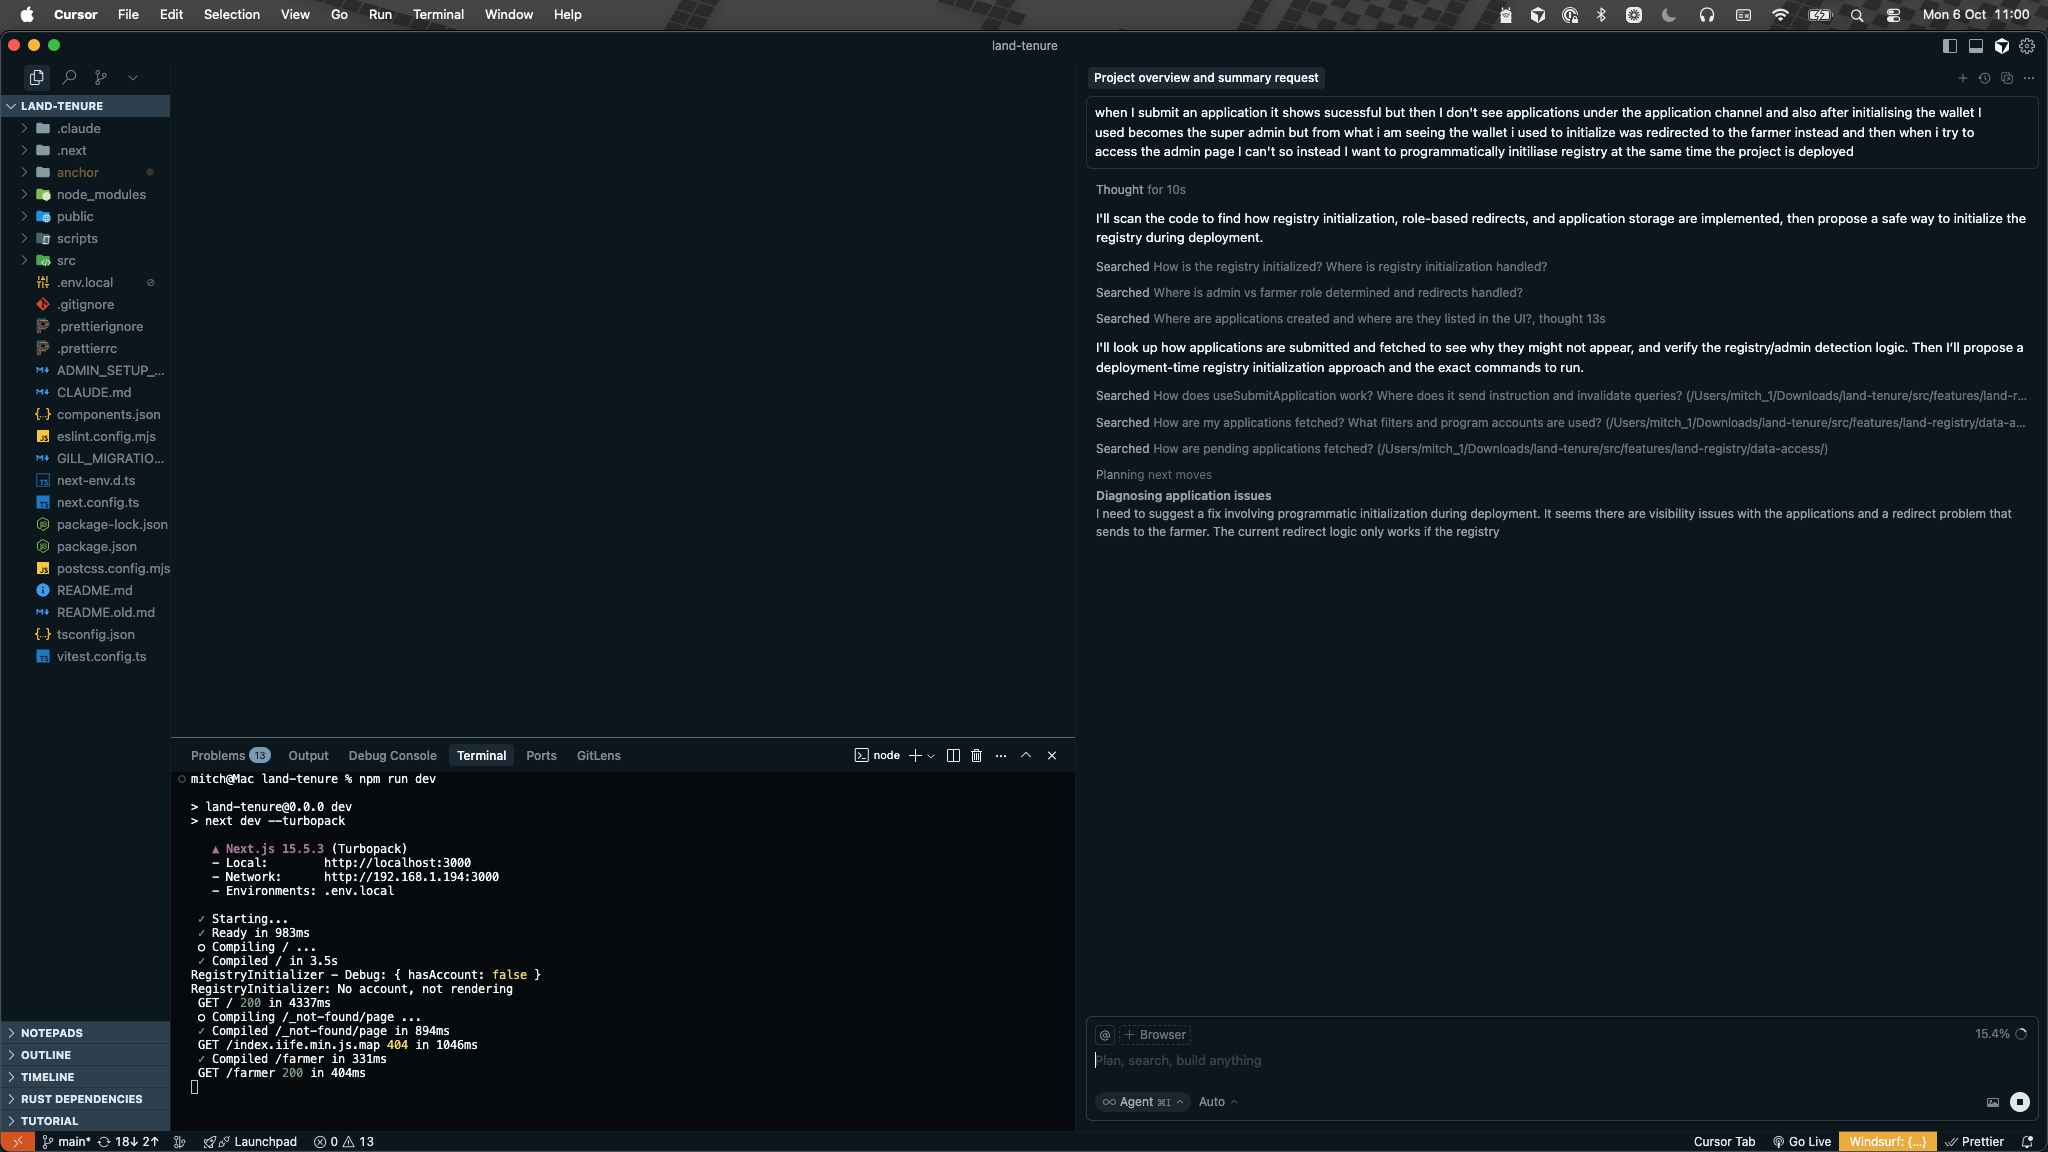 Cursor File Edit Selection View Go Run Terminal Window Help
Mon 6 Oct 11:00
land-tenure
LAND-TENURE
.claude
.next
anchor
node_modules
public
scripts
src
.env.local
.gitignore
.prettierignore
.prettierrc
ADMIN_SETUP_...
CLAUDE.md
components.json
eslint.config.mjs
GILL_MIGRATIO...
next-env.d.ts
next.config.ts
package-lock.json
package.json
postcss.config.mjs
README.md
README.old.md
tsconfig.json
vitest.config.ts
NOTEPADS
OUTLINE
TIMELINE
RUST DEPENDENCIES
TUTORIAL
Problems 13 Output Debug Console Terminal Ports GitLens
node
mitch@Mac land-tenure % npm run dev
> land-tenure@0.0.0 dev
> next dev --turbopack
▲ Next.js 15.5.3 (Turbopack)
- Local: http://localhost:3000
- Network: http://192.168.1.194:3000
- Environments: .env.local
✓ Starting...
✓ Ready in 983ms
○ Compiling / ...
✓ Compiled / in 3.5s
RegistryInitializer - Debug: { hasAccount: false }
RegistryInitializer: No account, not rendering
GET / 200 in 4337ms
○ Compiling /_not-found/page ...
✓ Compiled /_not-found/page in 894ms
GET /index.iife.min.js.map 404 in 1046ms
✓ Compiled /farmer in 331ms
GET /farmer 200 in 404ms
Project overview and summary request
when I submit an application it shows sucessful but then I don't see applications under the application channel and also after initialising the wallet I
used becomes the super admin but from what i am seeing the wallet i used to initialize was redirected to the farmer instead and then when i try to
access the admin page I can't so instead I want to programmatically initiliase registry at the same time the project is deployed
Thought for 10s
I'll scan the code to find how registry initialization, role-based redirects, and application storage are implemented, then propose a safe way to initialize the
registry during deployment.
Searched How is the registry initialized? Where is registry initialization handled?
Searched Where is admin vs farmer role determined and redirects handled?
Searched Where are applications created and where are they listed in the UI?, thought 13s
I'll look up how applications are submitted and fetched to see why they might not appear, and verify the registry/admin detection logic. Then I'll propose a
deployment-time registry initialization approach and the exact commands to run.
Searched How does useSubmitApplication work? Where does it send instruction and invalidate queries? (/Users/mitch_1/Downloads/land-tenure/src/features/land-r...
Searched How are my applications fetched? What filters and program accounts are used? (/Users/mitch_1/Downloads/land-tenure/src/features/land-registry/data-a...
Searched How are pending applications fetched? (/Users/mitch_1/Downloads/land-tenure/src/features/land-registry/data-access/)
Planning next moves
Diagnosing application issues
I need to suggest a fix involving programmatic initialization during deployment. It seems there are visibility issues with the applications and a redirect problem that
sends to the farmer. The current redirect logic only works if the registry
@ + Browser 15.4%
Plan, search, build anything
Agent ⌘I Auto
main* 18↓ 2↑ Launchpad 0 13
Cursor Tab Go Live Windsurf: {...} Prettier